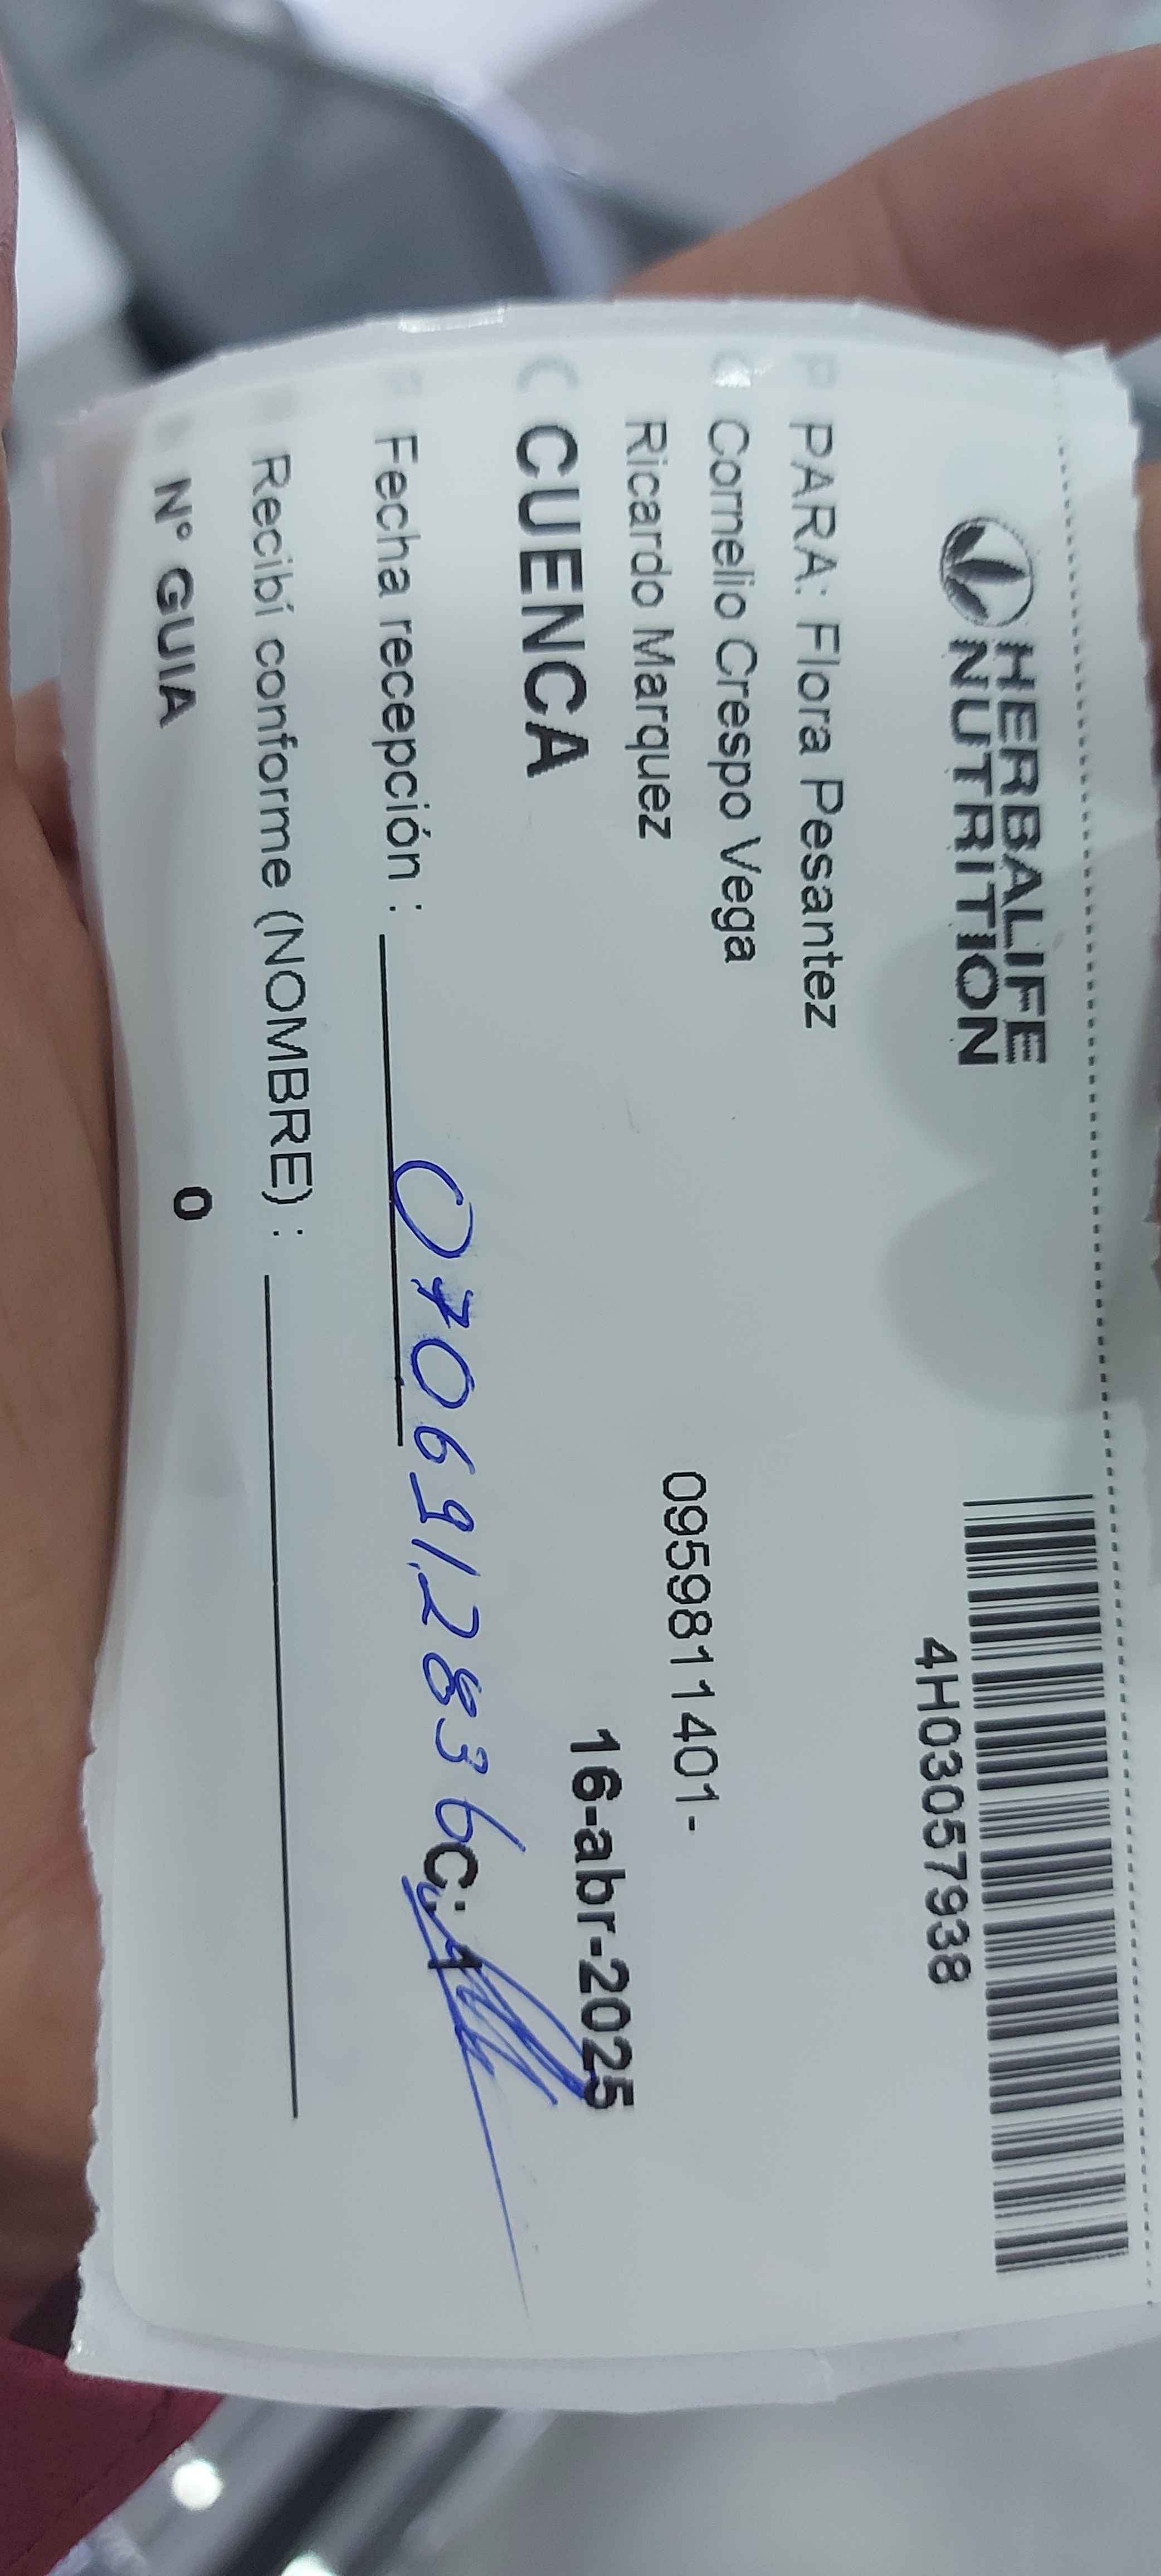 HERBALIFE
NUTRITION
4H03057938
PARA: Flora Pesantez
Cornelio Crespo Vega
Ricardo Marquez
0959811401-
CUENCA
16-abr-2025
Fecha recepción :
0706912836
C: 1
Recibí conforme (NOMBRE) :
N° GUIA 0